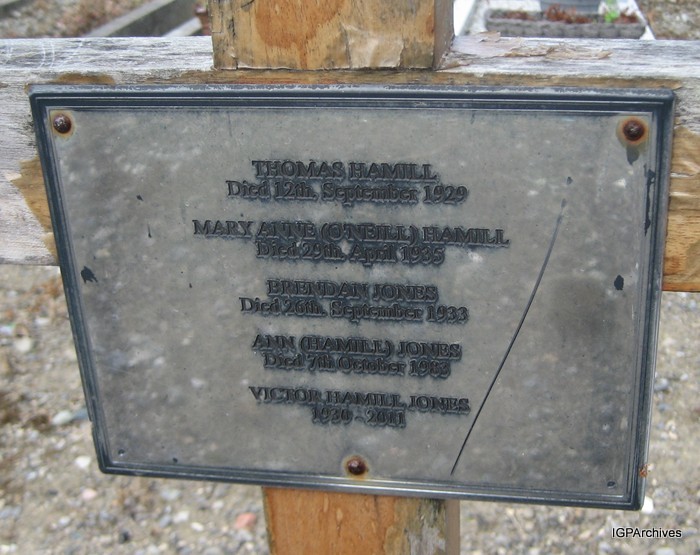 THOMAS HAMILL
Died 12th. September 1929
MARY ANNE (O'NEILL) HAMILL
Died 29th. April 1935
BRENDAN JONES
Died 26th. September 1933
ANN (HAMILL) JONES
Died 7th October 1983
VICTOR HAMILL JONES
1930 - 2011
IGPArchives